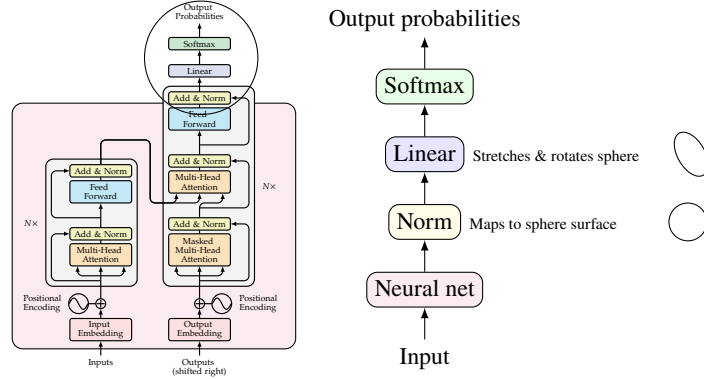 Output
Probabilities
Softmax
Linear
Add & Norm
Feed
Forward
Add & Norm
Multi-Head
Attention
N×
Add & Norm
Masked
Multi-Head
Attention
Add & Norm
Feed
Forward
N×
Add & Norm
Multi-Head
Attention
Positional
Encoding
Positional
Encoding
Input
Embedding
Output
Embedding
Inputs
Outputs
(shifted right)
Output probabilities
Softmax
Linear
Stretches & rotates sphere
Norm
Maps to sphere surface
Neural net
Input